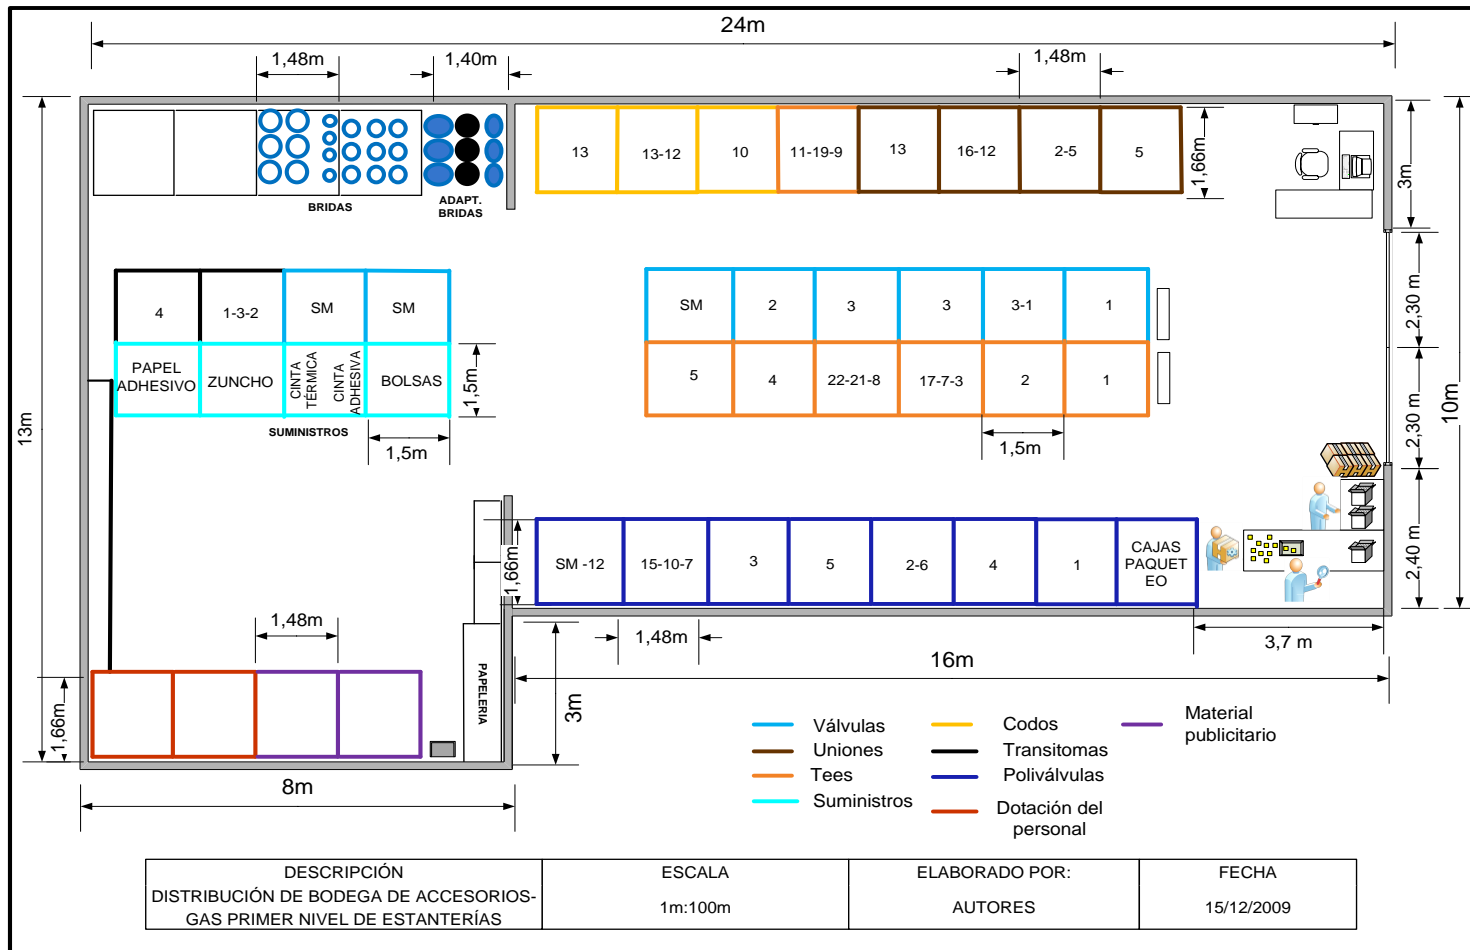 24m
1,48m
1,40m
1,48m
13
13-12
10
11-19-9
13
16-12
2-5
5
1,66m
3m
BRIDAS
ADAPT.
BRIDAS
4
1-3-2
SM
SM
SM
2
3
3
3-1
1
2,30 m
PAPEL
ADHESIVO
ZUNCHO
CINTA
TÉRMICA
CINTA
ADHESIVA
BOLSAS
1,5m
5
4
22-21-8
17-7-3
2
1
2,30 m
10m
13m
SUMINISTROS
1,5m
1,5m
1,66m
SM -12
15-10-7
3
5
2-6
4
1
CAJAS
PAQUET
EO
2,40 m
1,48m
1,48m
3,7 m
16m
1,66m
PAPELERIA
3m
8m
Válvulas
Codos
Material
publicitario
Uniones
Transitomas
Tees
Poliválvulas
Suministros
Dotación del
personal
DESCRIPCIÓN
ESCALA
ELABORADO POR:
FECHA
DISTRIBUCIÓN DE BODEGA DE ACCESORIOS-
GAS PRIMER NIVEL DE ESTANTERÍAS
1m:100m
AUTORES
15/12/2009